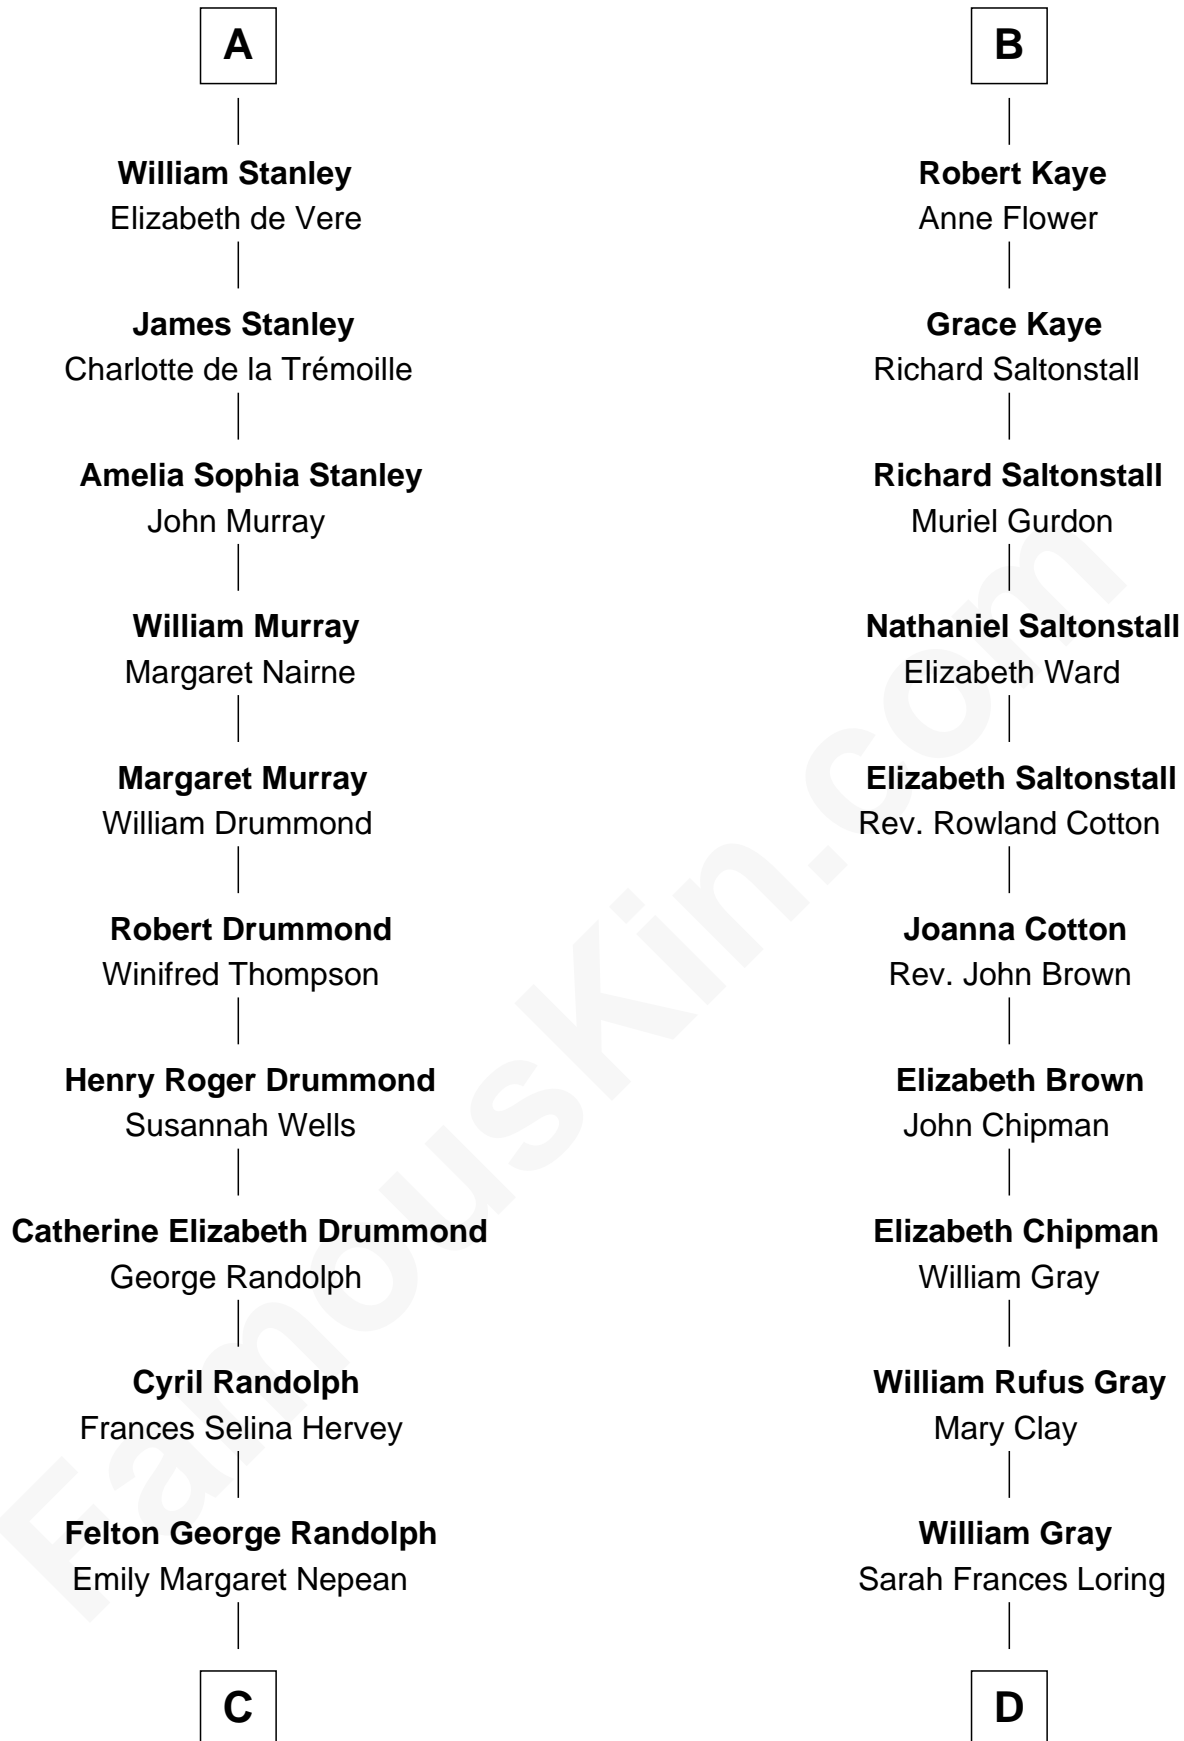 A
William Stanley
Elizabeth de Vere
James Stanley
Charlotte de la Trémoille
Amelia Sophia Stanley
John Murray
William Murray
Margaret Nairne
Margaret Murray
William Drummond
Robert Drummond
Winifred Thompson
Henry Roger Drummond
Susannah Wells
Catherine Elizabeth Drummond
George Randolph
Cyril Randolph
Frances Selina Hervey
Felton George Randolph
Emily Margaret Nepean
C
B
Robert Kaye
Anne Flower
Grace Kaye
Richard Saltonstall
Richard Saltonstall
Muriel Gurdon
Nathaniel Saltonstall
Elizabeth Ward
Elizabeth Saltonstall
Rev. Rowland Cotton
Joanna Cotton
Rev. John Brown
Elizabeth Brown
John Chipman
Elizabeth Chipman
William Gray
William Rufus Gray
Mary Clay
William Gray
Sarah Frances Loring
D
FamousKin.com